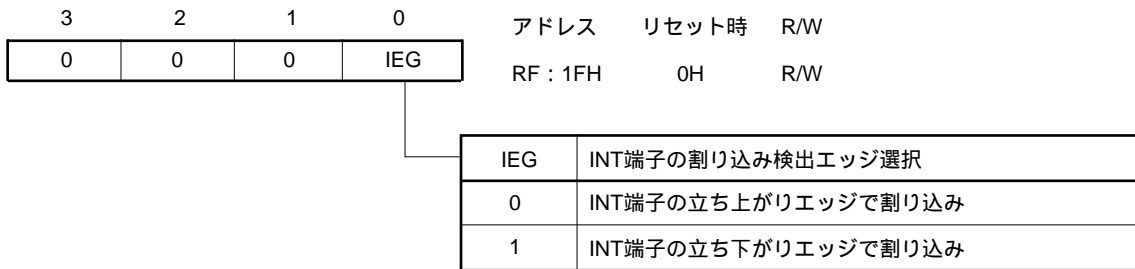 3 2 1 0 アドレス リセット時 R/W
0 0 0 IEG RF：1FH 0H R/W
IEG INT端子の割り込み検出エッジ選択
0 INT端子の立ち上がりエッジで割り込み
1 INT端子の立ち下がりエッジで割り込み